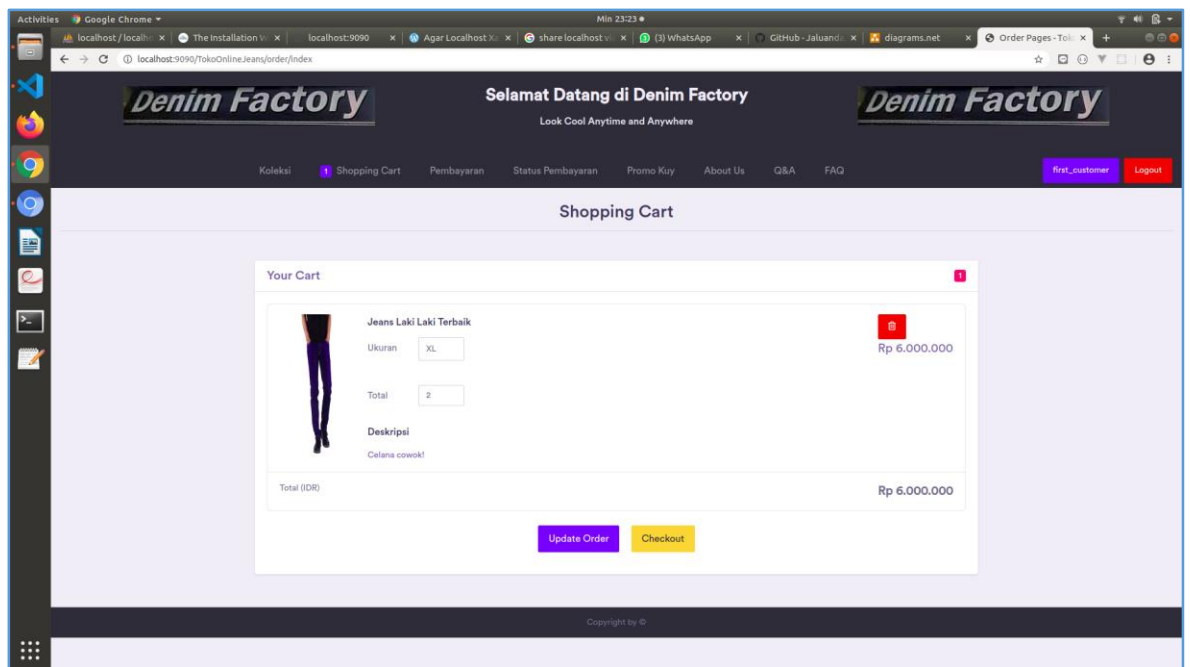 Activities Google Chrome Min 23:23
localhost / localh The Installation localhost:9090 Agar Localhost Xa share localhost vi (3) WhatsApp GitHub - Jaluanda diagrams.net Order Pages - Tok
localhost:9090/TokoOnlineJeans/order/index
Denim Factory Selamat Datang di Denim Factory Denim Factory
Look Cool Anytime and Anywhere
Koleksi 1 Shopping Cart Pembayaran Status Pembayaran Promo Kuy About Us Q&A FAQ first_customer Logout
Shopping Cart
Your Cart 1
Jeans Laki Laki Terbaik
Ukuran XL Rp 6.000.000
Total 2
Deskripsi
Celana cowok!
Total (IDR) Rp 6.000.000
Update Order Checkout
Copyright by ©